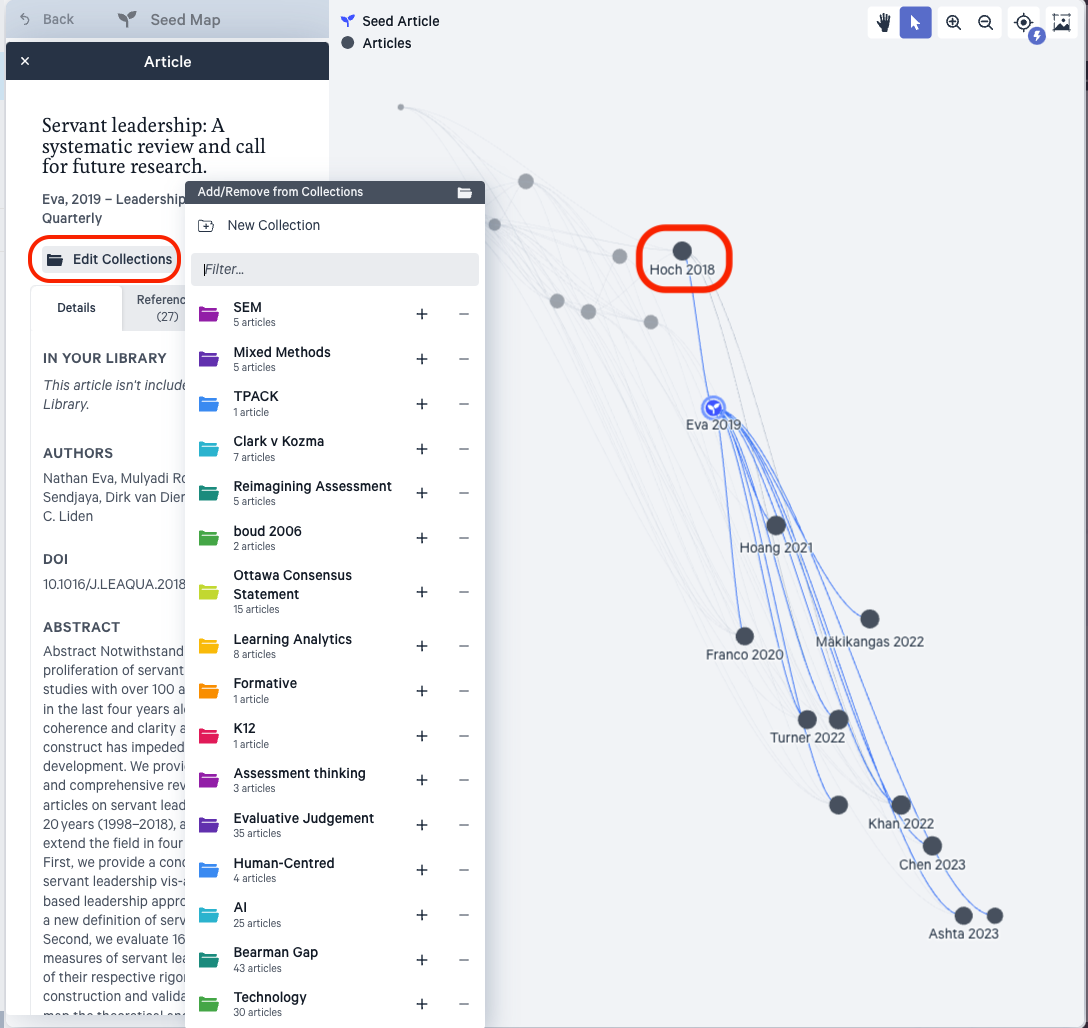 Back
Seed Map
Article
Servant leadership: A
systematic review and call
for future research.
Eva, 2019 – Leadership
Quarterly
Edit Collections
Details
Referenc
(27)
IN YOUR LIBRARY
This article isn't include
Library.
AUTHORS
Nathan Eva, Mulyadi Ro
Sendjaya, Dirk van Dier
C. Liden
DOI
10.1016/J.LEAQUA.2018
ABSTRACT
Abstract Notwithstand
proliferation of servant
studies with over 100 a
in the last four years al
coherence and clarity a
construct has impeded
development. We provi
and comprehensive rev
articles on servant lead
20 years (1998–2018), a
extend the field in four
First, we provide a conc
servant leadership vis-a
based leadership appro
a new definition of serv
Second, we evaluate 16
measures of servant lea
of their respective rigor
construction and valida
map the theoretical an
Add/Remove from Collections
New Collection
Filter...
SEM
5 articles
Mixed Methods
5 articles
TPACK
1 article
Clark v Kozma
7 articles
Reimagining Assessment
5 articles
boud 2006
2 articles
Ottawa Consensus
Statement
15 articles
Learning Analytics
8 articles
Formative
1 article
K12
1 article
Assessment thinking
3 articles
Evaluative Judgement
35 articles
Human-Centred
4 articles
AI
25 articles
Bearman Gap
43 articles
Technology
30 articles
Seed Article
Articles
Hoch 2018
Eva 2019
Hoang 2021
Mäkikangas 2022
Franco 2020
Turner 2022
Khan 2022
Chen 2023
Ashta 2023